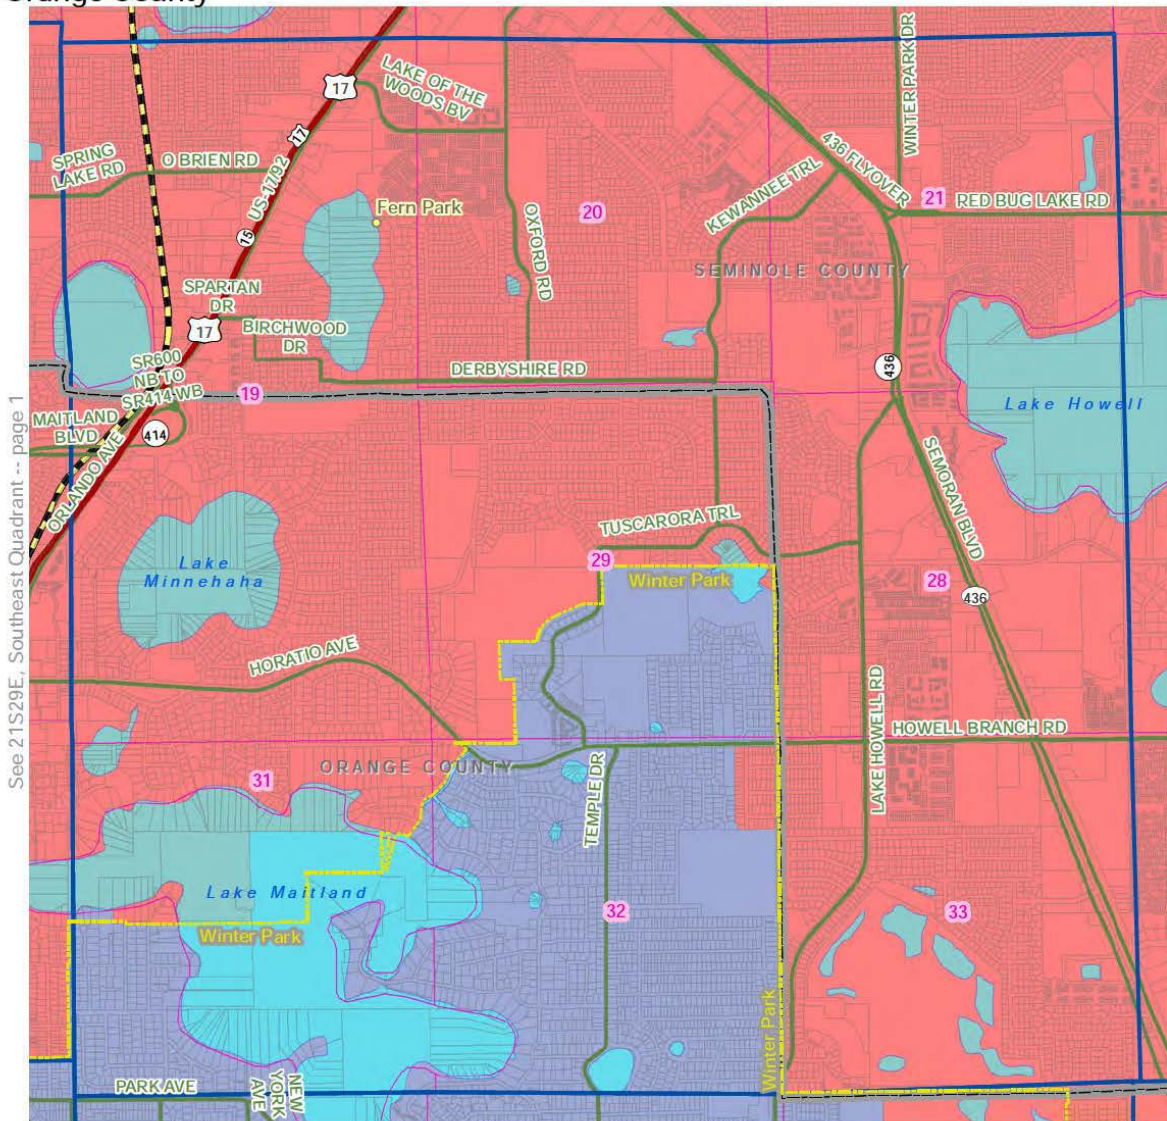 Orange County
17
LAKE OF THE
WOODS BV
WINTER PARK DR
SPRING
LAKE RD
O BRIEN RD
17
US-17/92
436 FLYOVER
KEWANNEE TRL
21
RED BUG LAKE RD
Fern Park
20
OXFORD RD
15
SEMINOLE COUNTY
SPARTAN
DR
17
BIRCHWOOD
DR
SR600
NB TO
SR414 WB
DERBYSHIRE RD
436
19
Lake Howell
MAITLAND
BLVD
414
ORLANDO AVE
See 21S29E, Southeast Quadrant -- page 1
SEMORAN BLVD
TUSCARORA TRL
Lake
Minnehaha
29
Winter Park
28
436
HORATIO AVE
LAKE HOWELL RD
HOWELL BRANCH RD
ORANGE COUNTY
31
TEMPLE DR
Lake Maitland
32
33
Winter Park
Winter Park
PARK AVE
NEW
YORK
AVE